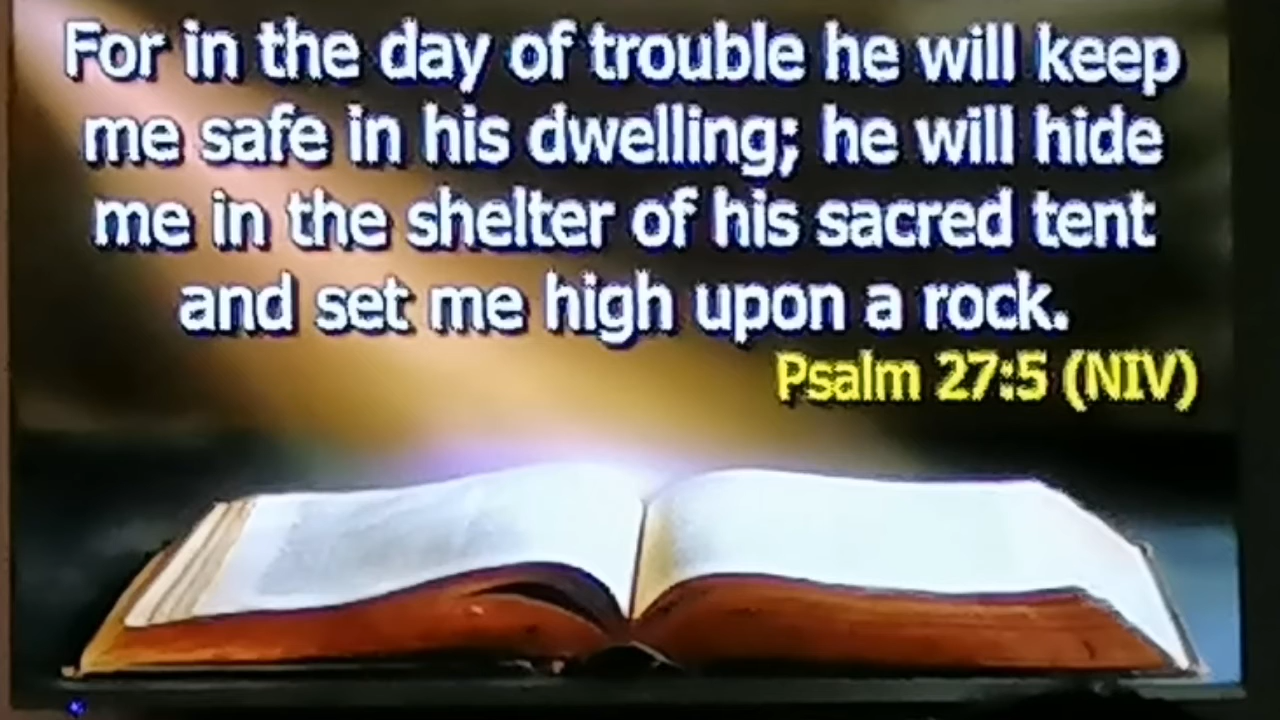 For in the day of trouble he will keep
me safe in his dwelling; he will hide
me in the shelter of his sacred tent
and set me high upon a rock.
Psalm 27:5 (NIV)